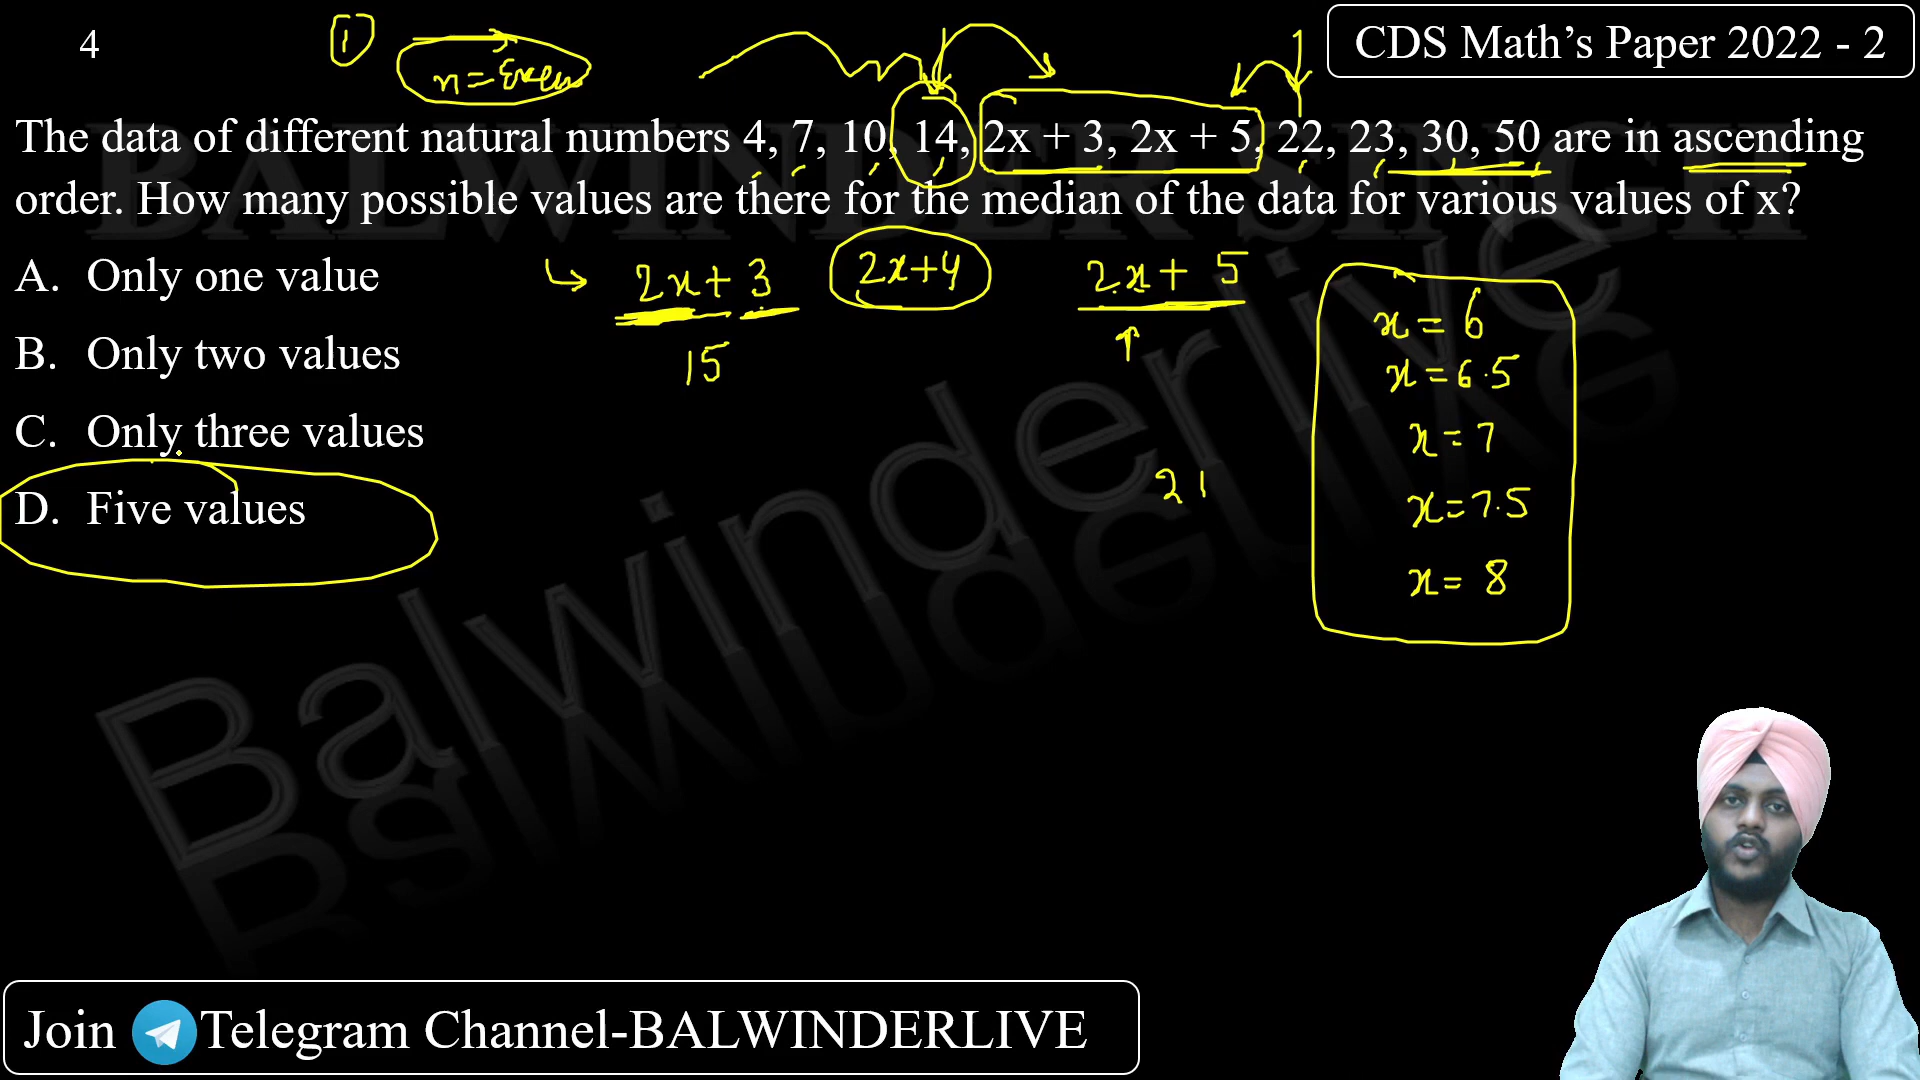 4
①
n = Even
CDS Math's Paper 2022 - 2
The data of different natural numbers 4, 7, 10, 14, 2x + 3, 2x + 5, 22, 23, 30, 50 are in ascending
order. How many possible values are there for the median of the data for various values of x?
A. Only one value
B. Only two values
C. Only three values
D. Five values
2x + 3
2x+4
2x + 5
15
21
x = 6
x = 6.5
x = 7
x = 7.5
x = 8
BALWINDER SINGH
Balwinderlive
Join Telegram Channel-BALWINDERLIVE